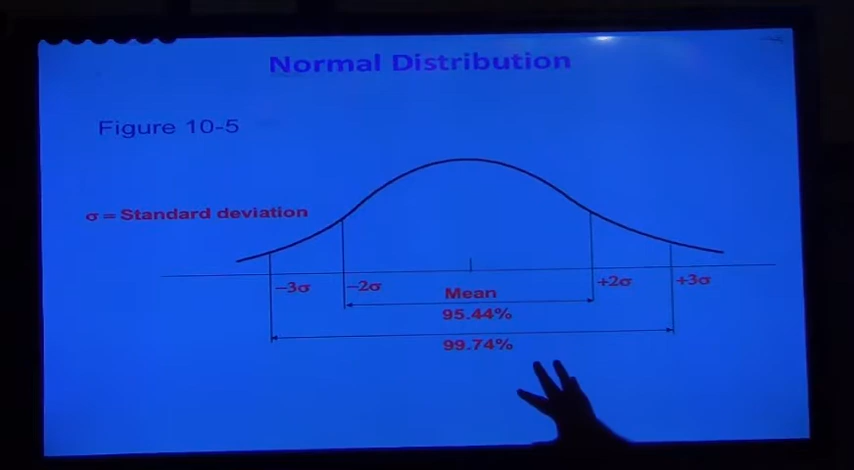 Normal Distribution
Figure 10-5
σ = Standard deviation
−3σ −2σ Mean +2σ +3σ
95.44%
99.74%